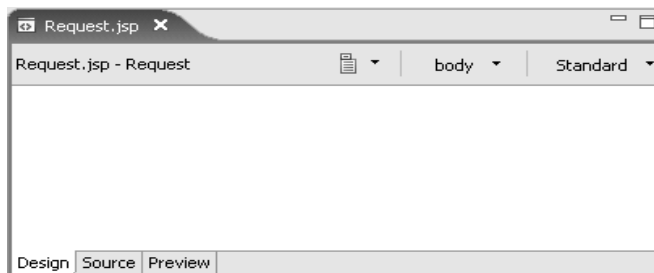 Request.jsp
Request.jsp - Request body Standard
Design Source Preview